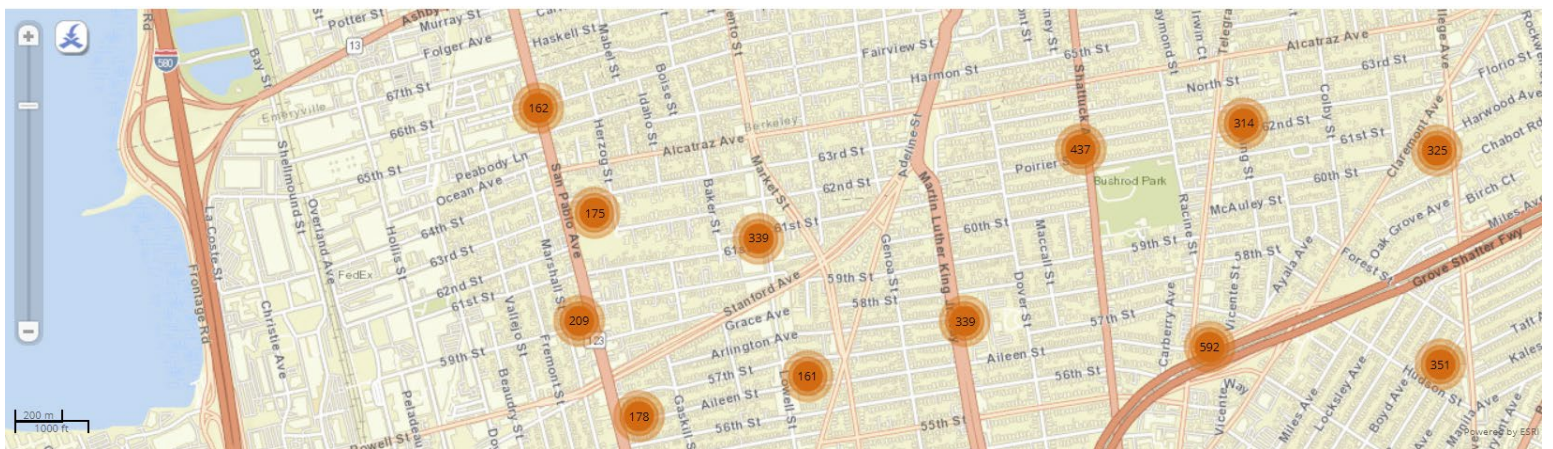 Potter St
Ashby
Murray St
Folger Ave
Haskell St
Mabel St
Boise St
Idaho St
Fairview St
Harmon St
65th St
Shattuck A
Irwin Ct
Telegra
Alcatraz Ave
63rd St
North St
Colby St
Florio St
Harwood Ave
Chabot Rd
Claremont Ave
Rd
Bay St
580
13
67th St
66th St
65th St
Emeryville
Peabody Ln
Ocean Ave
64th St
63rd St
62nd St
61st St
Herzog St
Alcatraz Ave
Berkeley
Market St
Baker St
63rd St
62nd St
61st St
Adeline St
Martin Luther King
Poirier S
Bushrod Park
62nd St
61st St
60th St
McAuley St
Racine St
Oak Grove Ave
Birch Ct
Miles Ave
162
175
339
437
314
325
Shellmound St
Overland Ave
Hollis St
La Coste St
Frontage Rd
FedEx
Christie Ave
San Pablo Ave
Marshall S
Vallejo St
Fremont St
Beaudry St
Peladeau
59th St
Powell St
Stanford Ave
Grace Ave
Arlington Ave
57th St
Aileen St
56th St
Gaskill S
Lowell St
59th St
58th St
Genoa St
60th St
Maccall St
Dover St
Aileen St
56th St
55th St
57th St
59th St
58th St
Carberry Ave
Vicente St
Ayala Ave
Forest St
Grove Shafter Fwy
Vicente Way
Miles Ave
Locksley Ave
Boyd Ave
Hudson St
Manila Ave
Taft A
Kales
209
178
161
339
592
351
200 m
1000 ft
Powered by ESRI